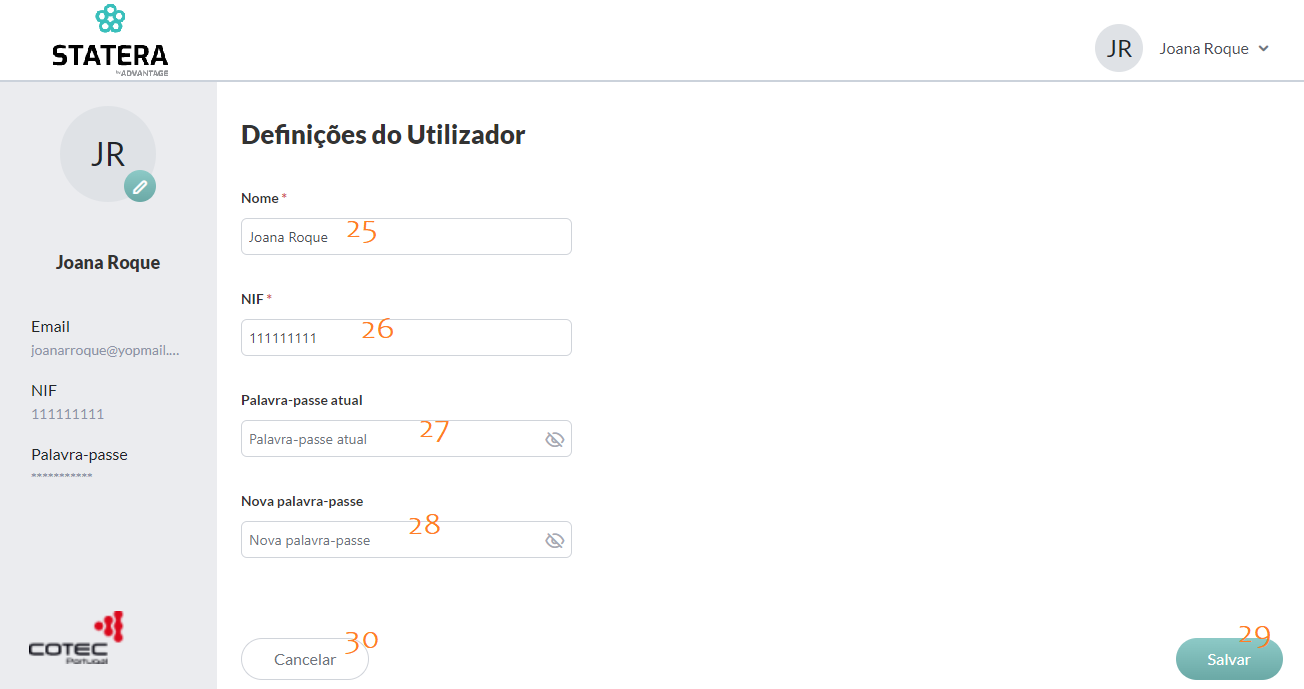 STATERA
by ADVANTAGE
JR
Joana Roque
JR
Joana Roque
Email
joanarroque@yopmail....
NIF
111111111
Palavra-passe
***********
COTEC
Portugal
Definições do Utilizador
Nome *
Joana Roque 25
NIF *
111111111 26
Palavra-passe atual
Palavra-passe atual 27
Nova palavra-passe
Nova palavra-passe 28
Cancelar 30
Salvar 29